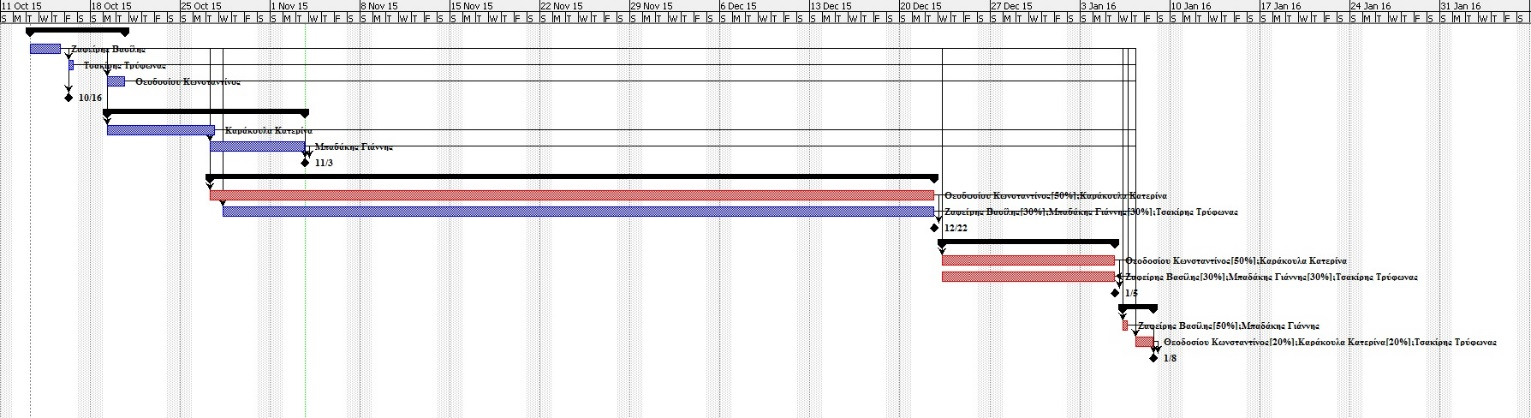 11 Oct 15 18 Oct 15 25 Oct 15 1 Nov 15 8 Nov 15 15 Nov 15 22 Nov 15 29 Nov 15 6 Dec 15 13 Dec 15 20 Dec 15 27 Dec 15 3 Jan 16 10 Jan 16 17 Jan 16 24 Jan 16 31 Jan 16
S M T W T F S S M T W T F S S M T W T F S S M T W T F S S M T W T F S S M T W T F S S M T W T F S S M T W T F S S M T W T F S S M T W T F S S M T W T F S S M T W T F S S M T W T F S S M T W T F S S M T W T F S S M T W T F S S M T W T F S
Ζαφείρης Βασίλης
Τσακίρης Τρύφωνας
Θεοδοσίου Κωνσταντίνος
10/16
Καράκουλα Κατερίνα
Μπαδάκης Γιάννης
11/3
Θεοδοσίου Κωνσταντίνος[50%];Καράκουλα Κατερίνα
Ζαφείρης Βασίλης[30%];Μπαδάκης Γιάννης[30%];Τσακίρης Τρύφωνας
12/22
Θεοδοσίου Κωνσταντίνος[50%];Καράκουλα Κατερίνα
Ζαφείρης Βασίλης[30%];Μπαδάκης Γιάννης[30%];Τσακίρης Τρύφωνας
1/5
Ζαφείρης Βασίλης[50%];Μπαδάκης Γιάννης
Θεοδοσίου Κωνσταντίνος[20%];Καράκουλα Κατερίνα[20%];Τσακίρης Τρύφωνας
1/8